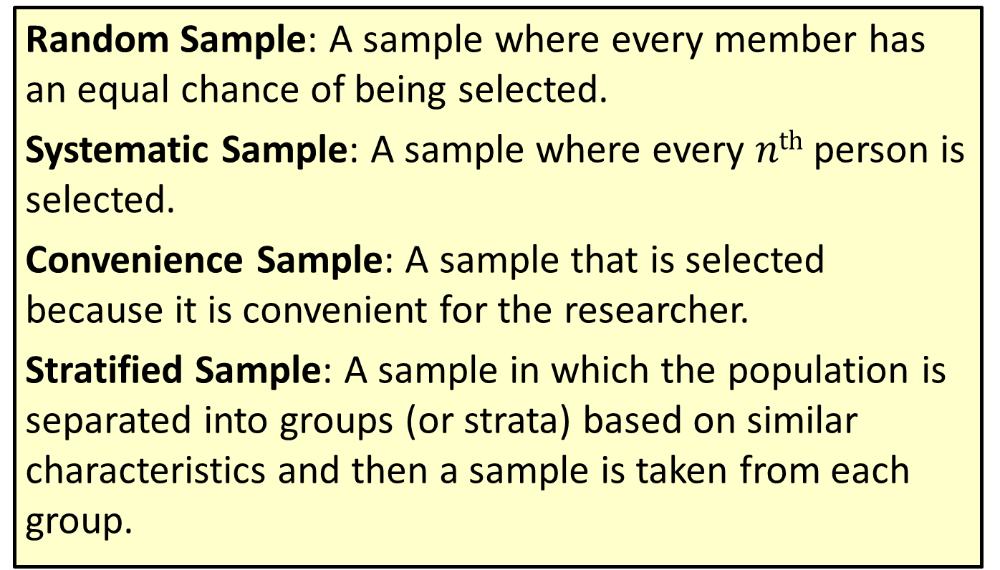 Random Sample: A sample where every member has
an equal chance of being selected.
Systematic Sample: A sample where every nth person is
selected.
Convenience Sample: A sample that is selected
because it is convenient for the researcher.
Stratified Sample: A sample in which the population is
separated into groups (or strata) based on similar
characteristics and then a sample is taken from each
group.